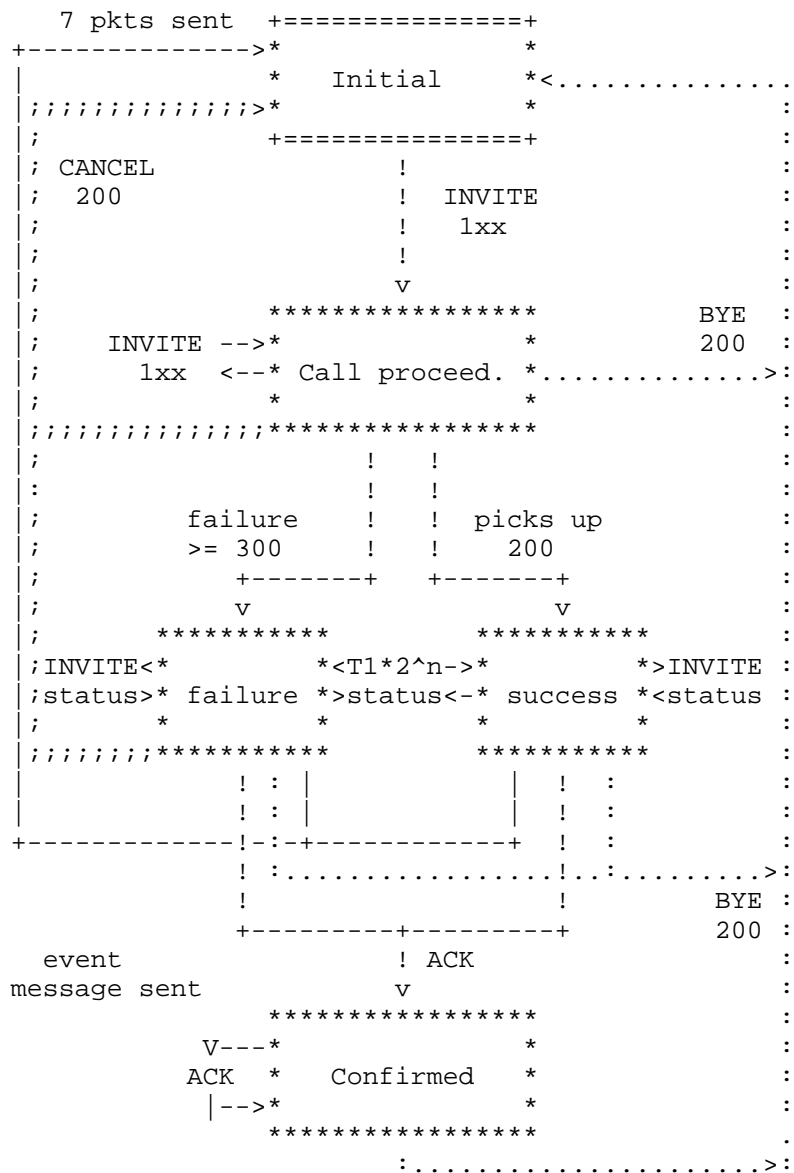 7 pkts sent
Initial
CANCEL
200 INVITE
1xx
BYE
INVITE 200
1xx Call proceed.
failure picks up
>= 300 200
INVITE T1*2^n INVITE
status failure status success status
BYE
200
event ACK
message sent
V
ACK Confirmed